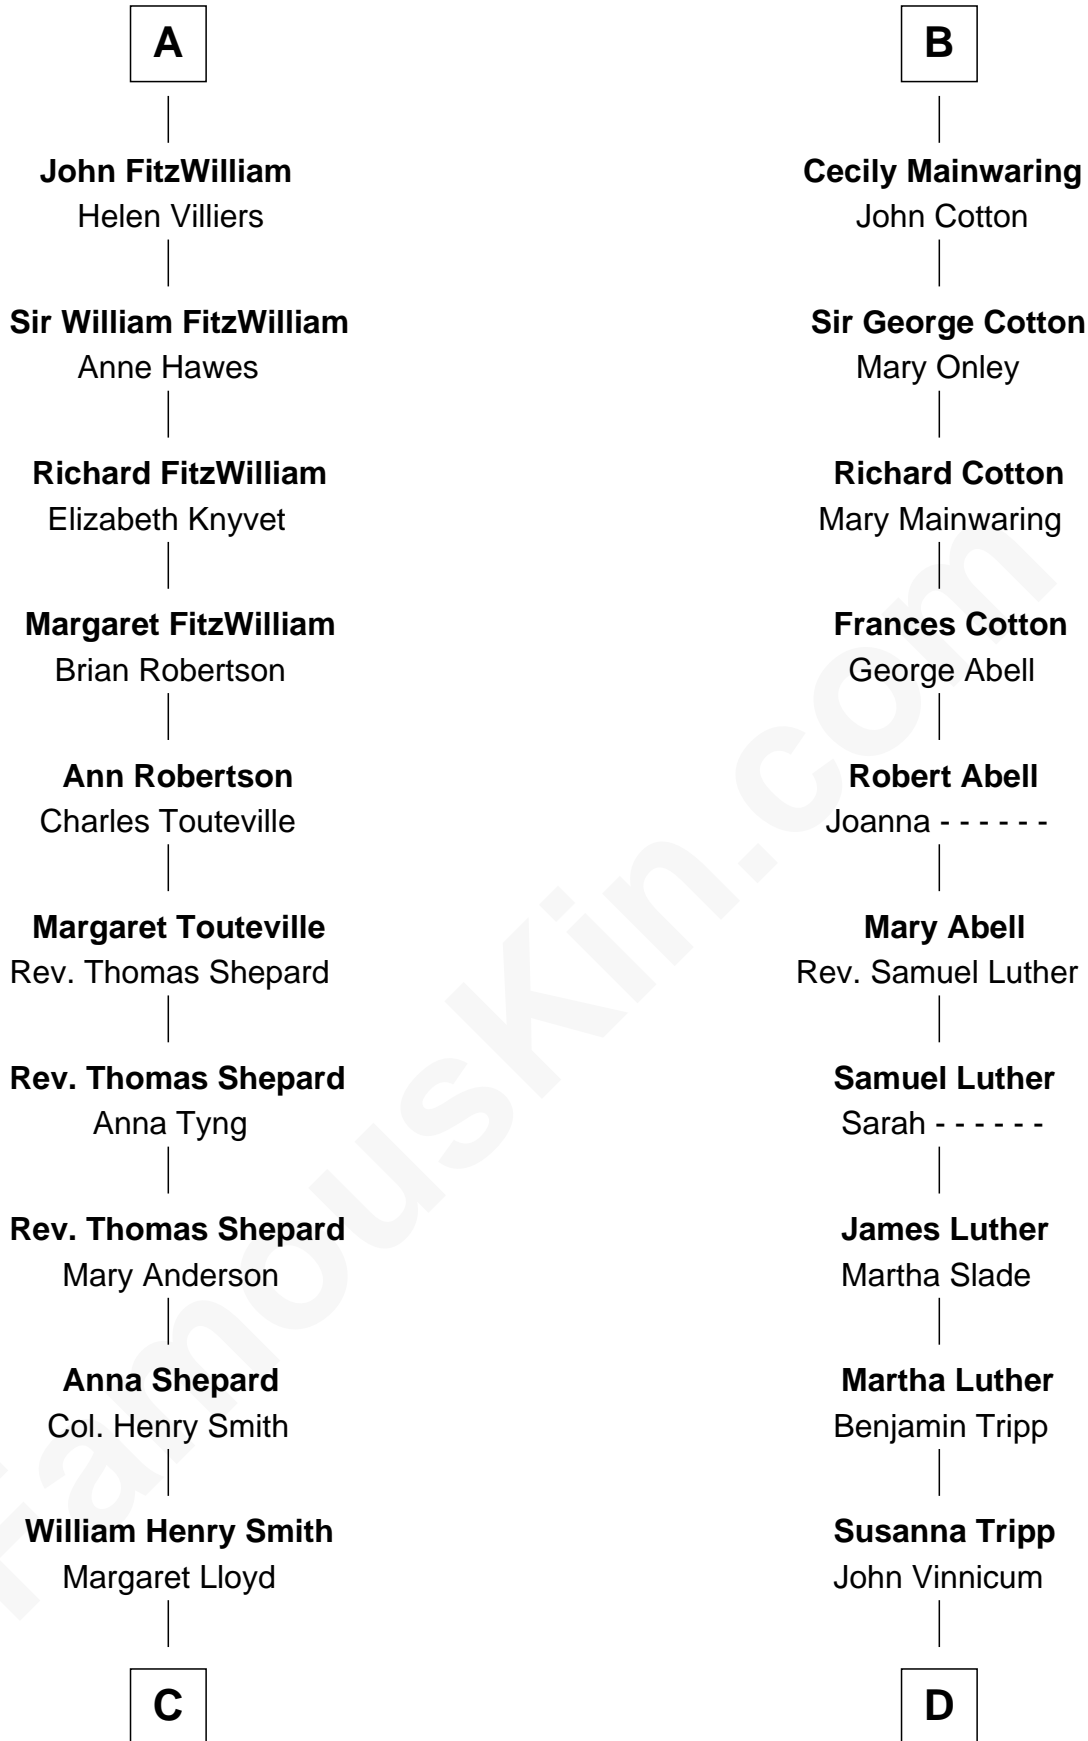 A
John FitzWilliam
Helen Villiers
Sir William FitzWilliam
Anne Hawes
Richard FitzWilliam
Elizabeth Knyvet
Margaret FitzWilliam
Brian Robertson
Ann Robertson
Charles Touteville
Margaret Touteville
Rev. Thomas Shepard
Rev. Thomas Shepard
Anna Tyng
Rev. Thomas Shepard
Mary Anderson
Anna Shepard
Col. Henry Smith
William Henry Smith
Margaret Lloyd
C
B
Cecily Mainwaring
John Cotton
Sir George Cotton
Mary Onley
Richard Cotton
Mary Mainwaring
Frances Cotton
George Abell
Robert Abell
Joanna - - - - - -
Mary Abell
Rev. Samuel Luther
Samuel Luther
Sarah - - - - - -
James Luther
Martha Slade
Martha Luther
Benjamin Tripp
Susanna Tripp
John Vinnicum
D
FamousKin.com